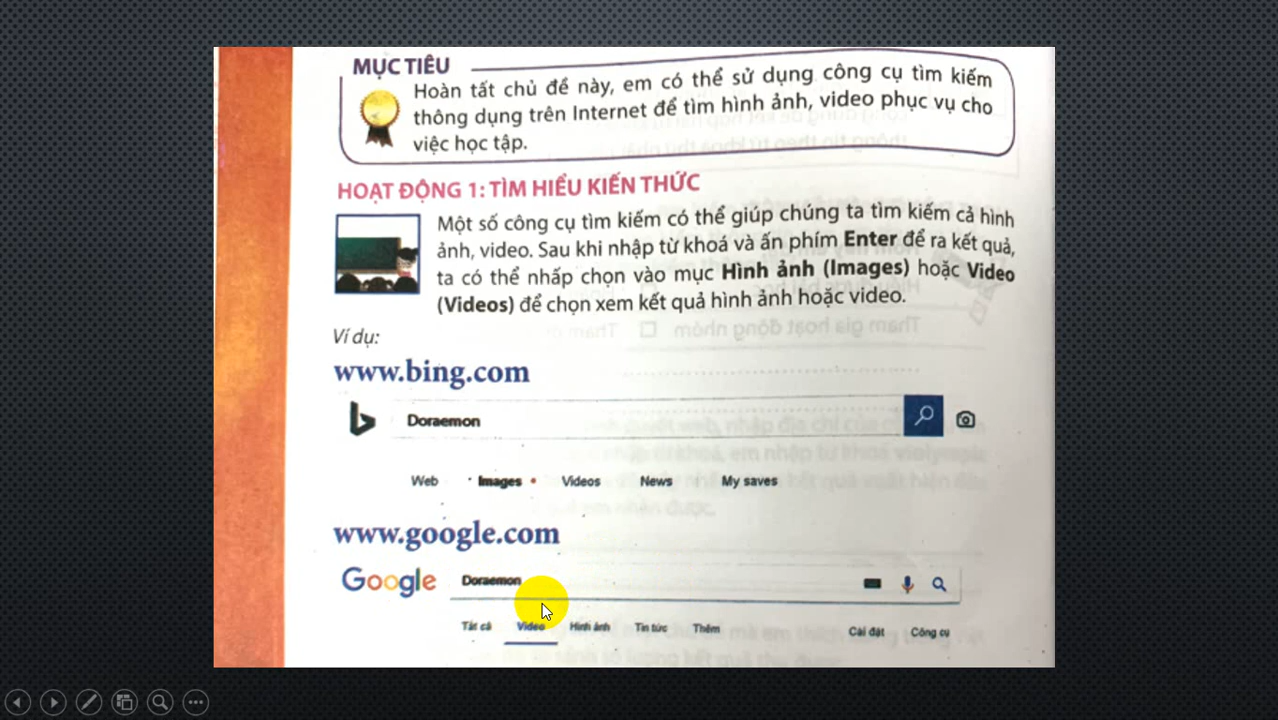 MỤC TIÊU
Hoàn tất chủ đề này, em có thể sử dụng công cụ tìm kiếm
thông dụng trên Internet để tìm hình ảnh, video phục vụ cho
việc học tập.
HOẠT ĐỘNG 1: TÌM HIỂU KIẾN THỨC
Một số công cụ tìm kiếm có thể giúp chúng ta tìm kiếm cả hình
ảnh, video. Sau khi nhập từ khoá và ấn phím Enter để ra kết quả,
ta có thể nhấp chọn vào mục Hình ảnh (Images) hoặc Video
(Videos) để chọn xem kết quả hình ảnh hoặc video.
Ví dụ:
www.bing.com
Doraemon
Web Images Videos News My saves
www.google.com
Google Doraemon
Tất cả Video Hình ảnh Tin tức Thêm Cài đặt Công cụ